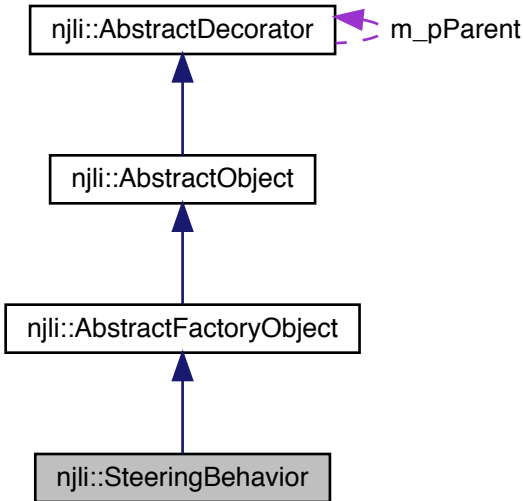 njli::AbstractDecorator
m_pParent
njli::AbstractObject
njli::AbstractFactoryObject
njli::SteeringBehavior